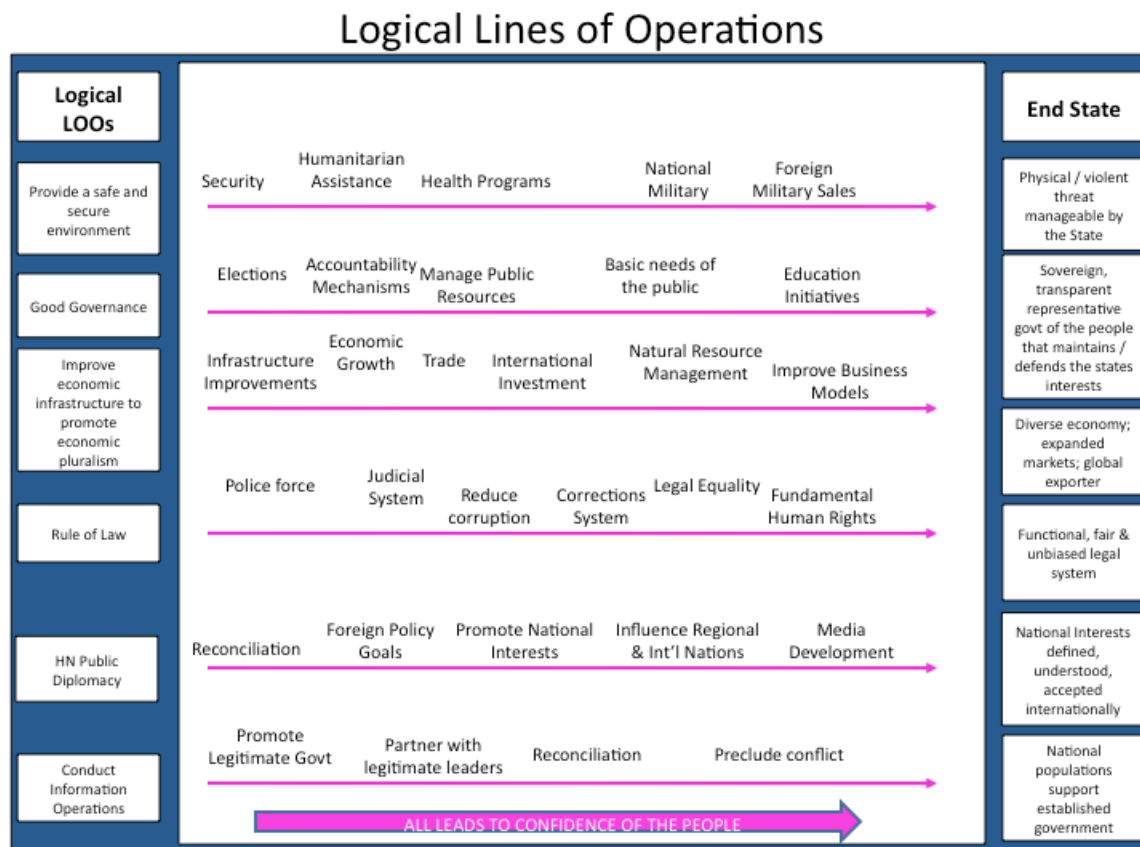 Logical Lines of Operations
Logical
LOOs
End State
Provide a safe and
secure
environment
Security
Humanitarian
Assistance
Health Programs
National
Military
Foreign
Military Sales
Physical / violent
threat
manageable by
the State
Good Governance
Elections
Accountability
Mechanisms
Manage Public
Resources
Basic needs of
the public
Education
Initiatives
Sovereign,
transparent
representative
govt of the people
that maintains /
defends the states
interests
Improve
economic
infrastructure to
promote
economic
pluralism
Infrastructure
Improvements
Economic
Growth
Trade
International
Investment
Natural Resource
Management
Improve Business
Models
Diverse economy;
expanded
markets; global
exporter
Rule of Law
Police force
Judicial
System
Reduce
corruption
Corrections
System
Legal Equality
Fundamental
Human Rights
Functional, fair &
unbiased legal
system
HN Public
Diplomacy
Reconciliation
Foreign Policy
Goals
Promote National
Interests
Influence Regional
& Int'l Nations
Media
Development
National Interests
defined,
understood,
accepted
internationally
Conduct
Information
Operations
Promote
Legitimate Govt
Partner with
legitimate leaders
Reconciliation
Preclude conflict
National
populations
support
established
government
ALL LEADS TO CONFIDENCE OF THE PEOPLE